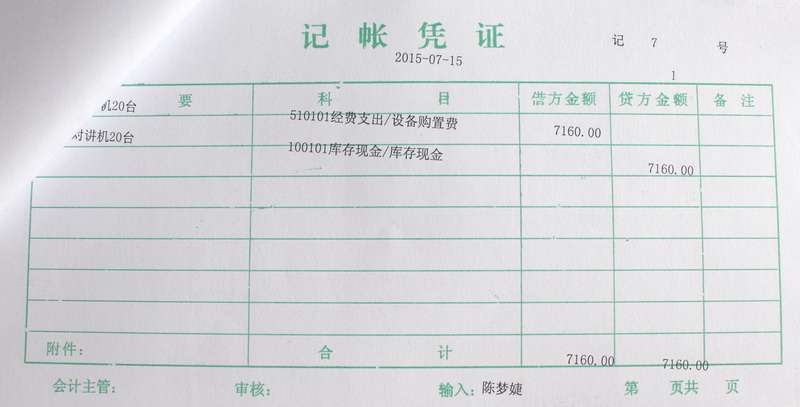 记帐凭证
2015-07-15
记 7 号
1
要 科目 借方金额 贷方金额 备注
机20台 510101经费支出/设备购置费 7160.00
对讲机20台 100101库存现金/库存现金 7160.00
附件： 合计 7160.00 7160.00
会计主管： 审核： 输入：陈梦婕 第 页共 页